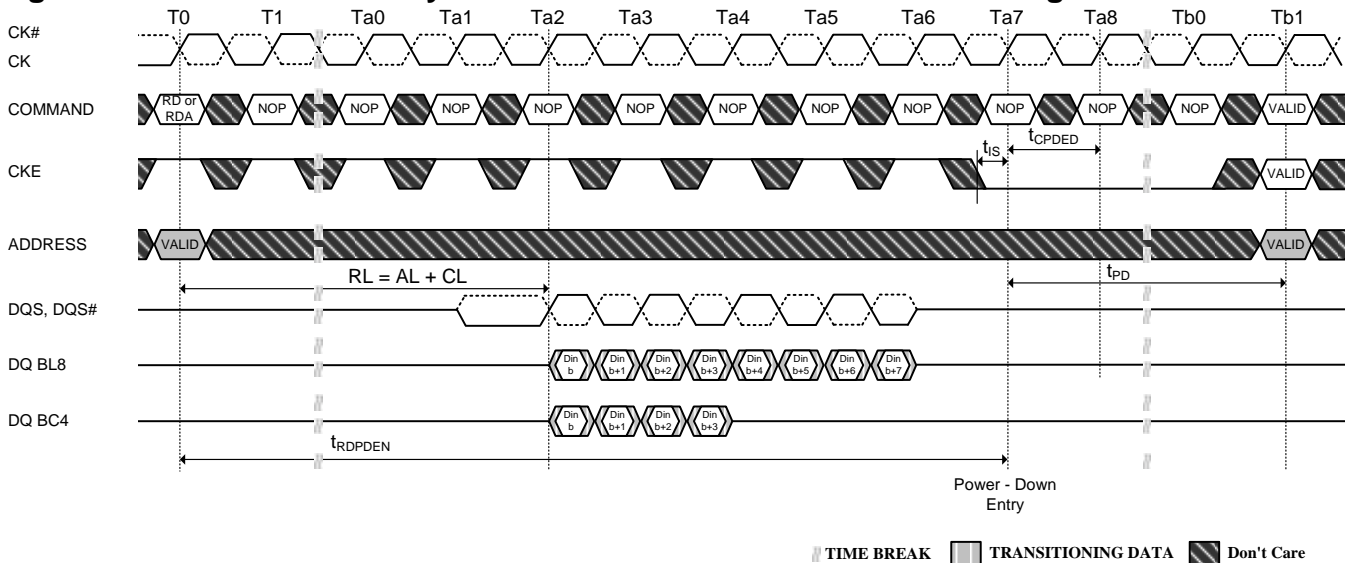 T0 T1 Ta0 Ta1 Ta2 Ta3 Ta4 Ta5 Ta6 Ta7 Ta8 Tb0 Tb1
CK#
CK
COMMAND
RD or
RDA
NOP NOP NOP NOP NOP NOP NOP NOP NOP NOP NOP VALID
tCPDED
tIS
CKE
VALID
ADDRESS
VALID VALID
RL = AL + CL
tPD
DQS, DQS#
DQ BL8
Din Din Din Din Din Din Din Din
b b+1 b+2 b+3 b+4 b+5 b+6 b+7
DQ BC4
Din Din Din Din
b b+1 b+2 b+3
tRDPDEN
Power - Down
Entry
TIME BREAK TRANSITIONING DATA Don't Care